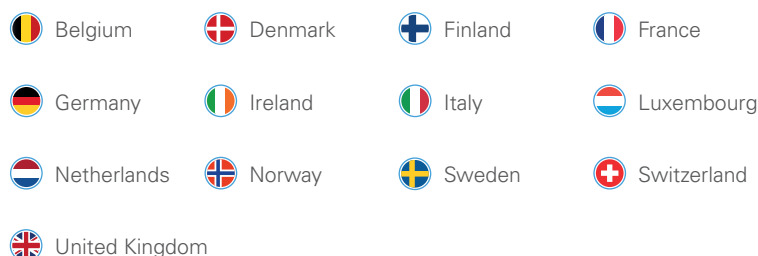 Belgium Denmark Finland France
Germany Ireland Italy Luxembourg
Netherlands Norway Sweden Switzerland
United Kingdom